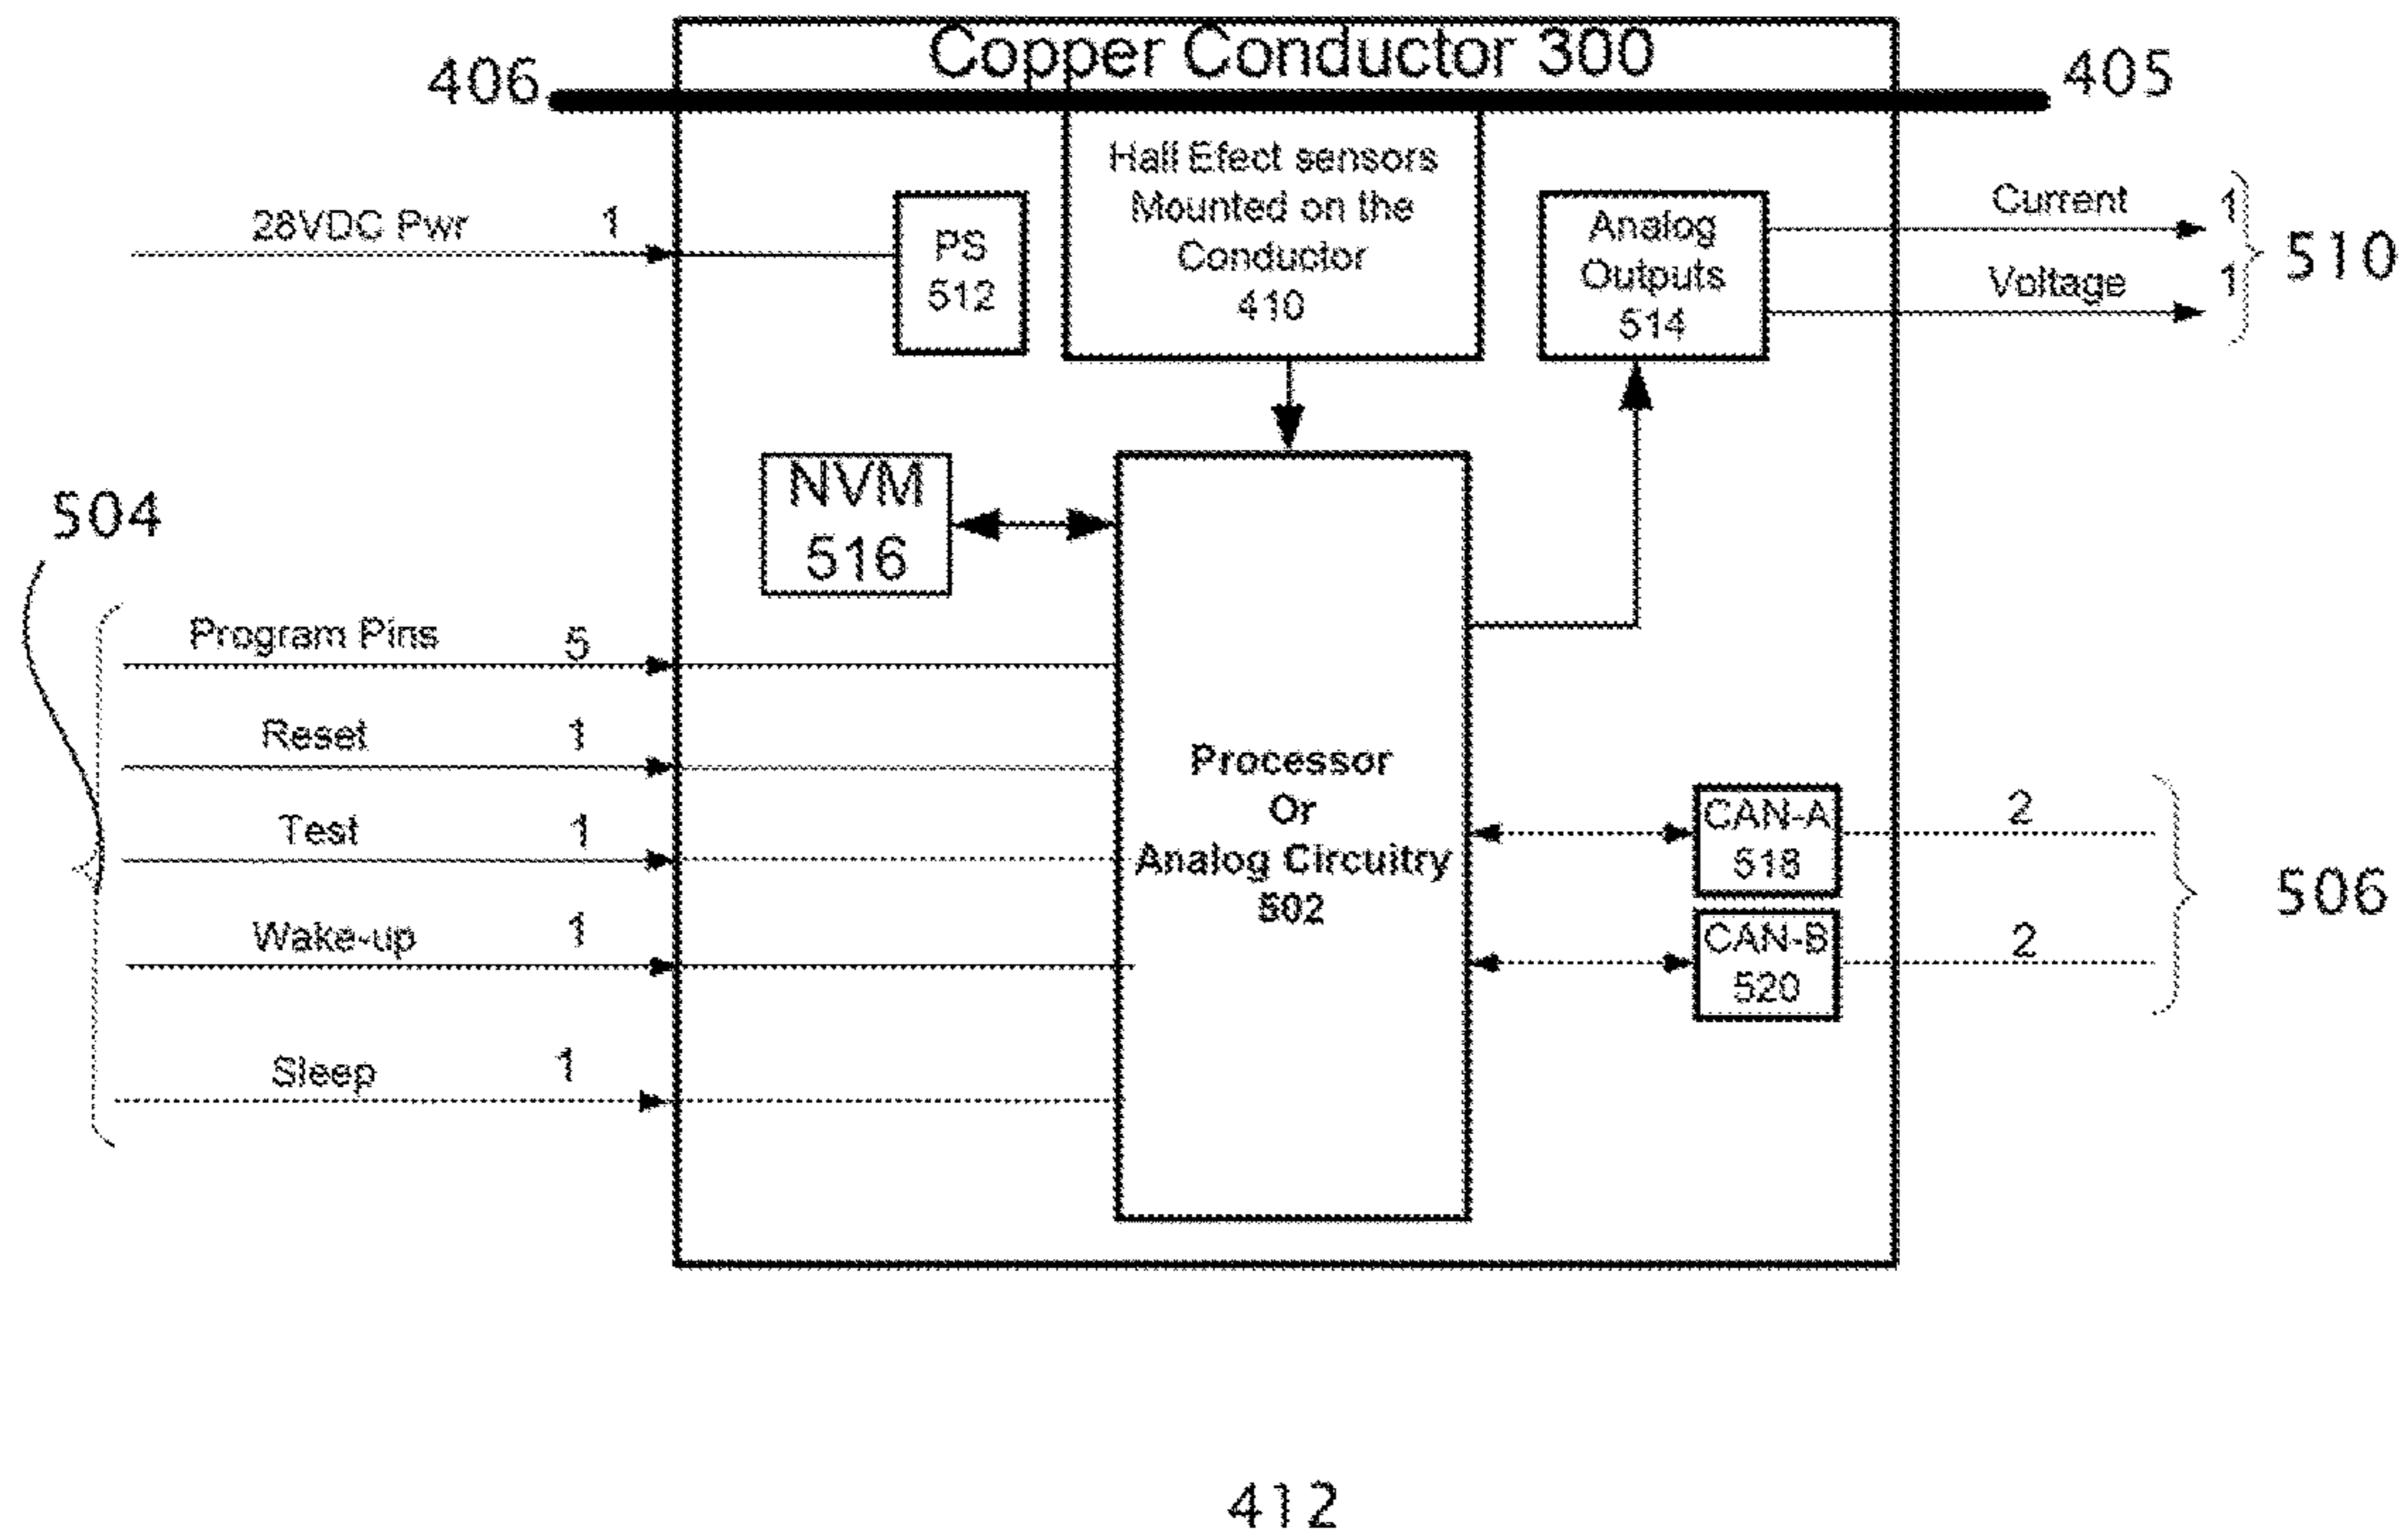 Copper Conductor 300
406
405
Hall Efect sensors
Mounted on the
Conductor
410
28VDC Pwr 1
PS
512
Analog
Outputs
514
Current 1
Voltage 1
510
NVM
516
504
Program Pins 5
Reset 1
Test 1
Wake-up 1
Sleep 1
Processor
Or
Analog Circuitry
502
CAN-A
518
2
CAN-B
520
2
506
412